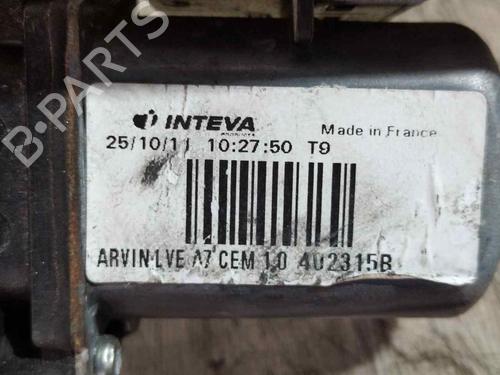 B-PARTS
INTEVA
PRODUCTS
Made in France
25/10/11 10:27:50 T9
ARVIN LVE A7 CEM 1.0 402315B